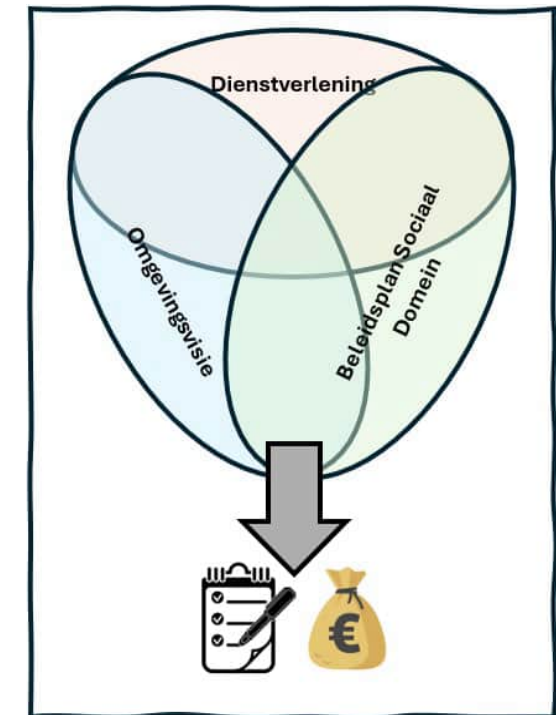 Dienstverlening
Omgevingsvisie
Beleidsplan Sociaal
Domein
€